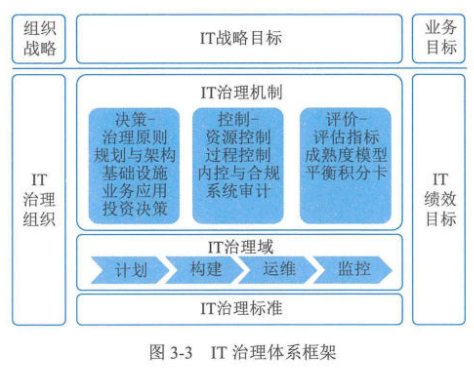 组织
战略
IT战略目标
业务
目标
IT
治理
组织
IT治理机制
决策-
治理原则
规划与架构
基础设施
业务应用
投资决策
控制-
资源控制
过程控制
内控与合规
系统审计
评价-
评估指标
成熟度模型
平衡积分卡
IT治理域
计划
构建
运维
监控
IT治理标准
IT
绩效
目标
图 3-3 IT 治理体系框架